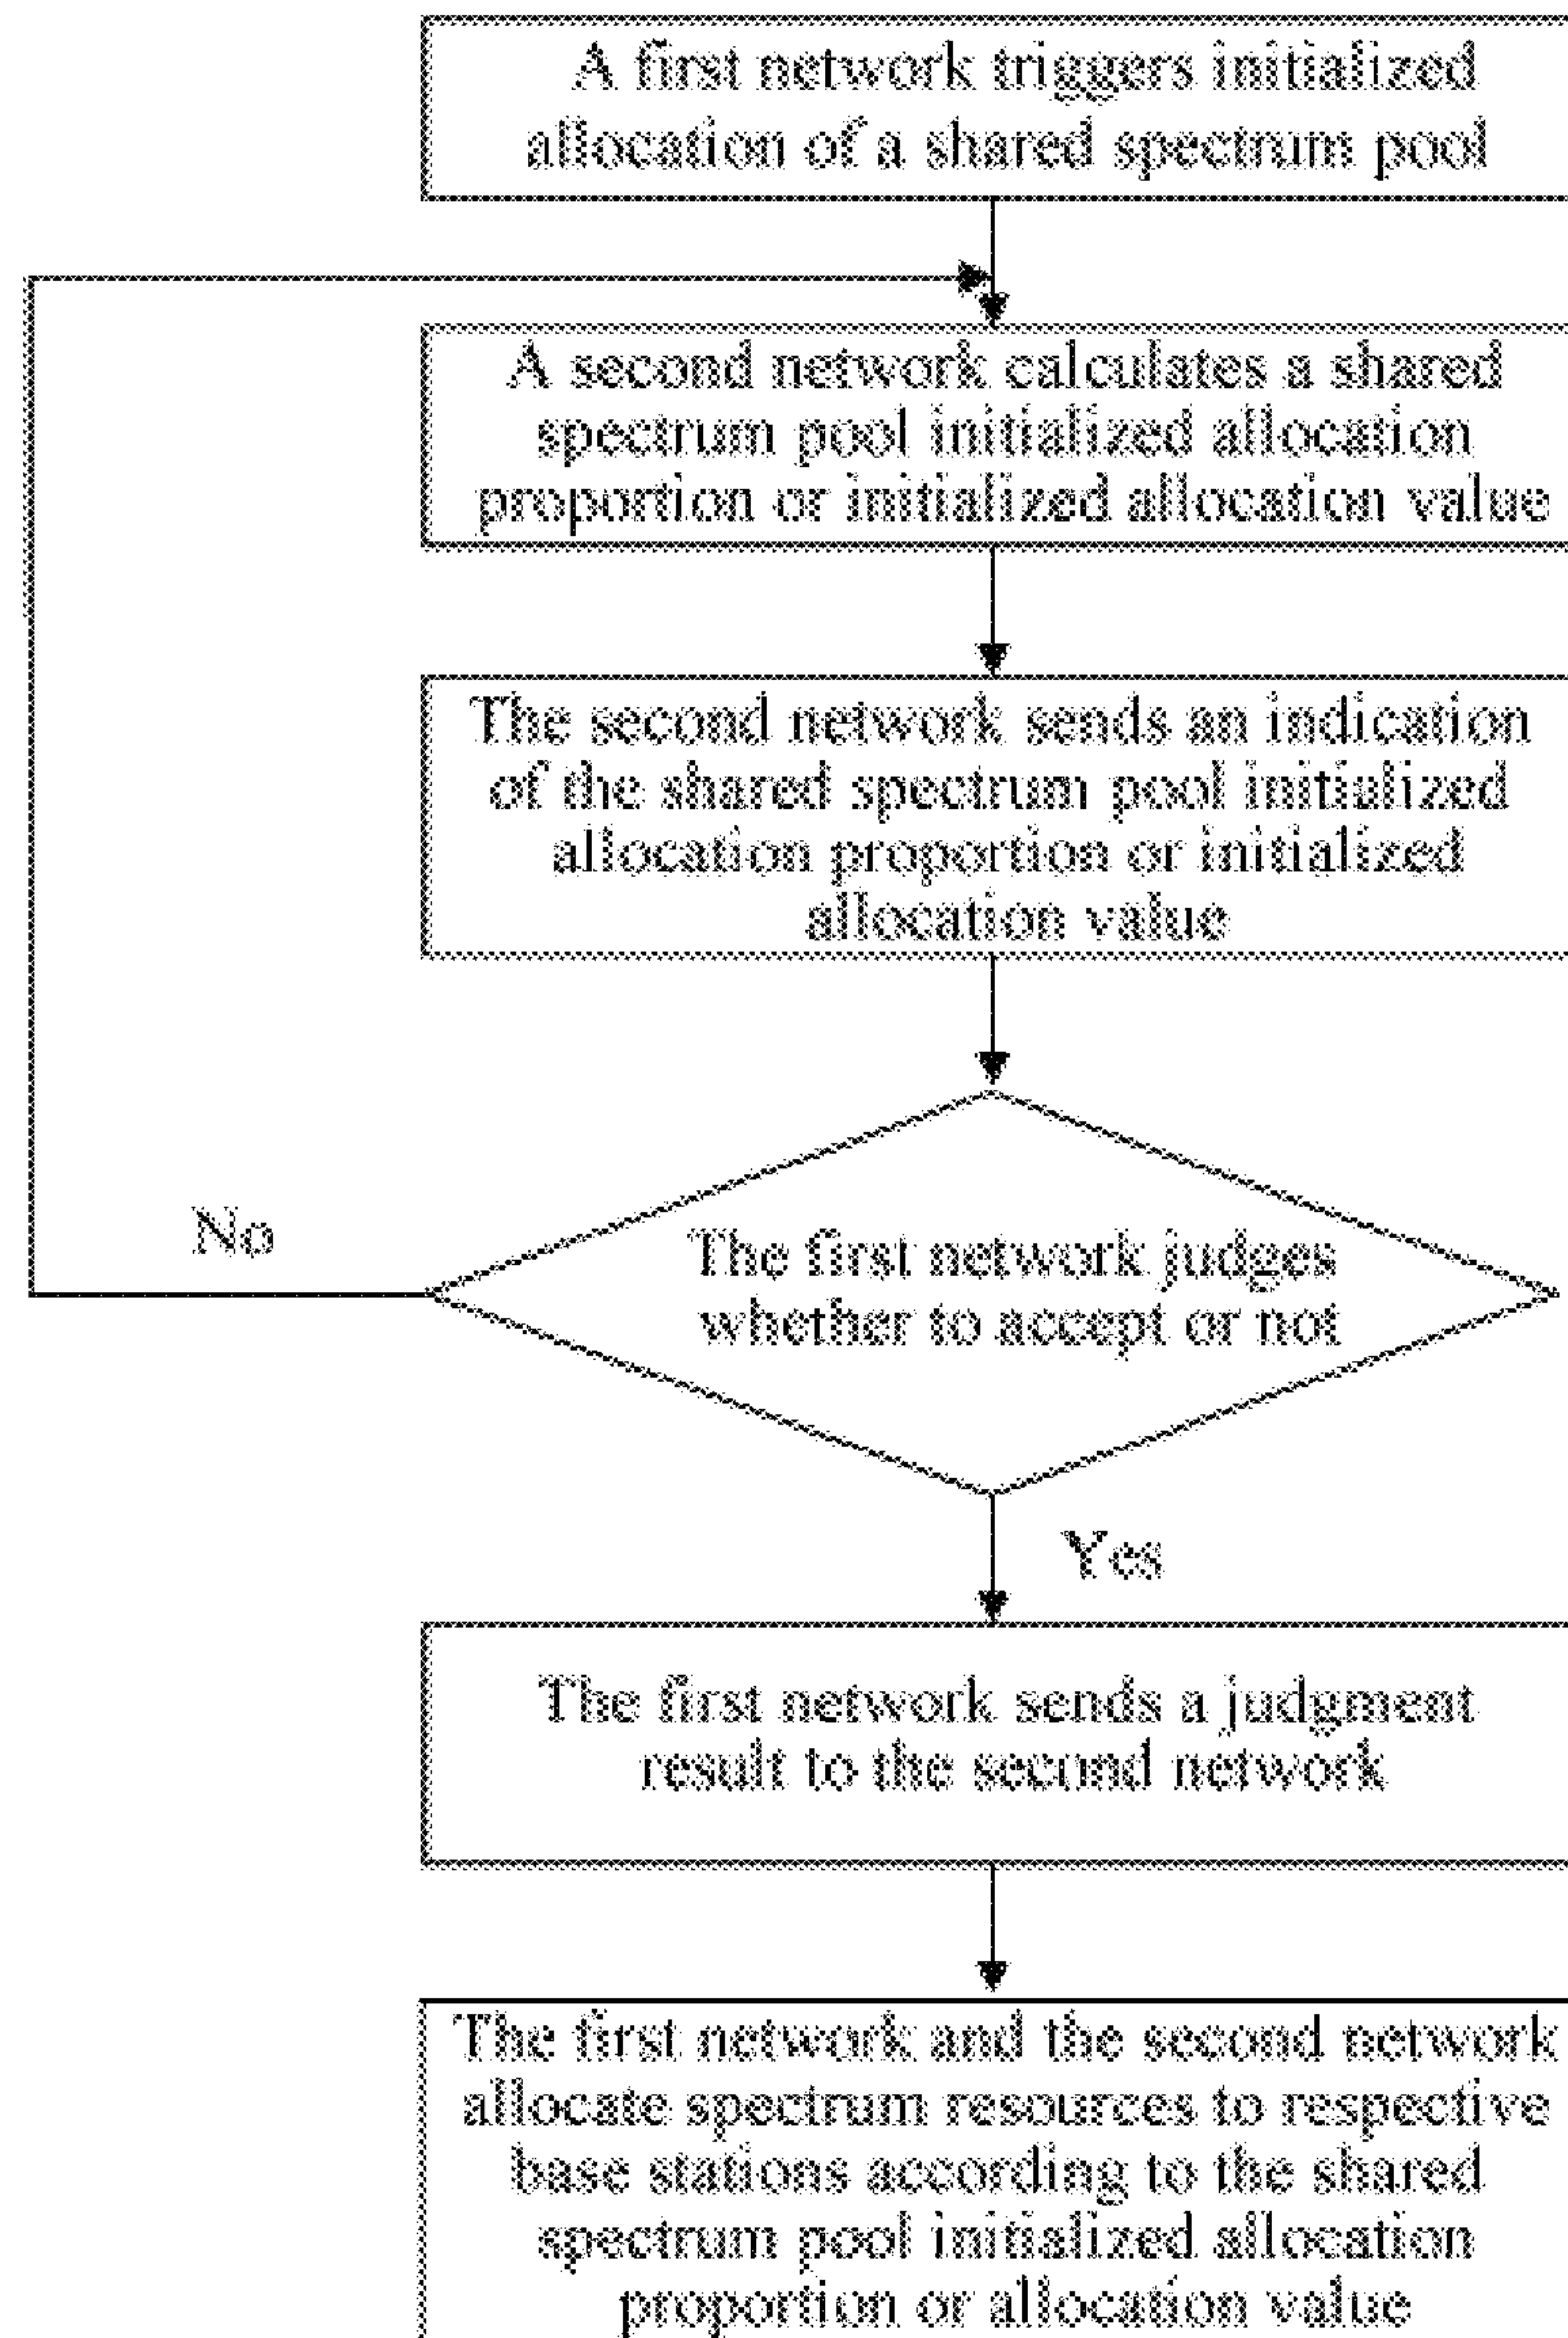 A first network triggers initialized
allocation of a shared spectrum pool
A second network calculates a shared
spectrum pool initialized allocation
proportion or initialized allocation value
The second network sends an indication
of the shared spectrum pool initialized
allocation proportion or initialized
allocation value
No
The first network judges
whether to accept or not
Yes
The first network sends a judgment
result to the second network
The first network and the second network
allocate spectrum resources to respective
base stations according to the shared
spectrum pool initialized allocation
proportion or allocation value